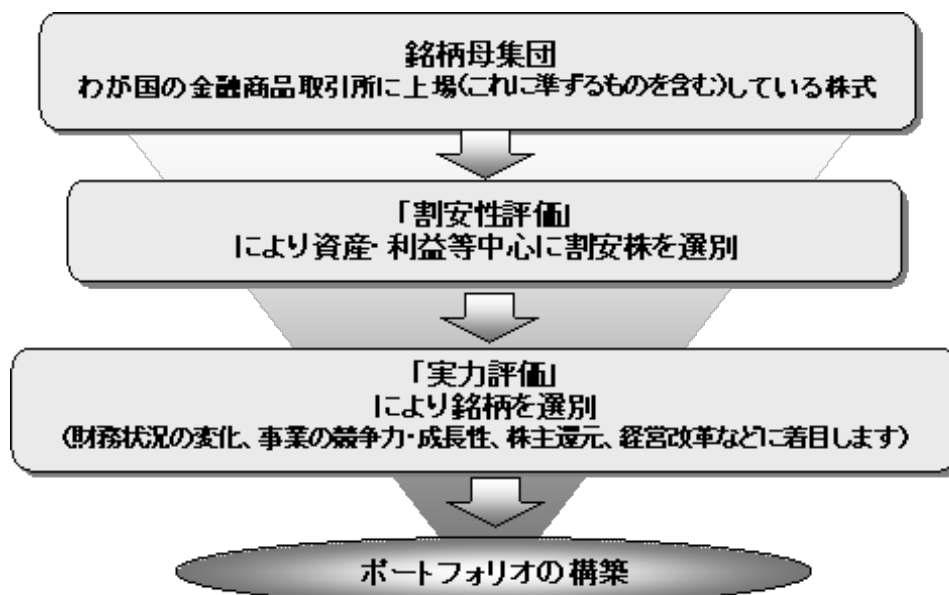 銘柄母集団
わが国の金融商品取引所に上場(これに準ずるものを含む)している株式
「割安性評価」
により資産・利益等中心に割安株を選別
「実力評価」
により銘柄を選別
(財務状況の変化、事業の競争力・成長性、株主還元、経営改革などに着目します)
ポートフォリオの構築